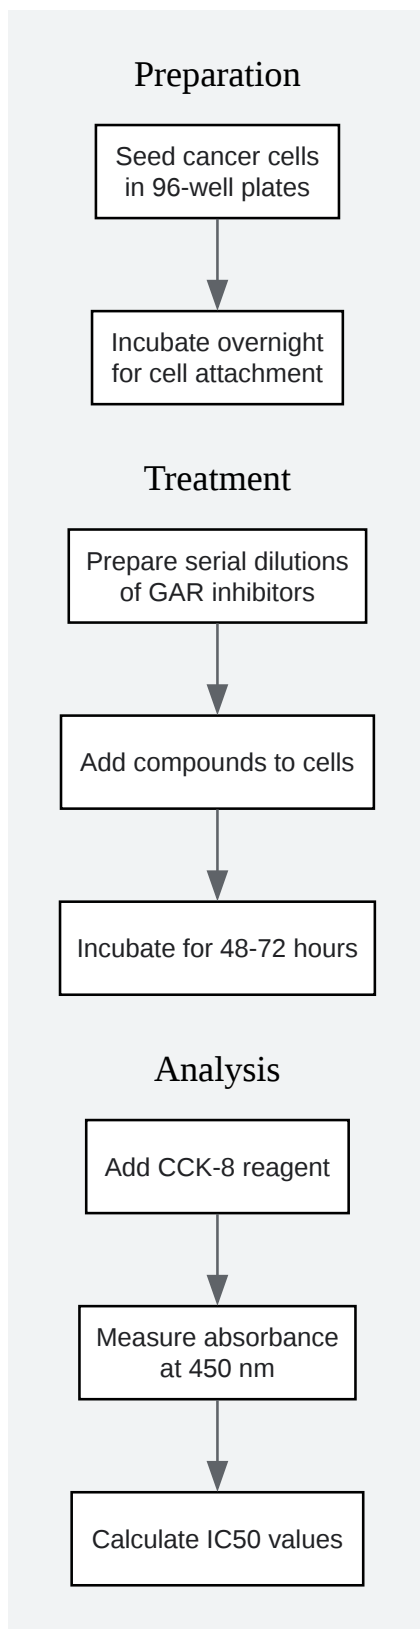 Preparation
Seed cancer cells
in 96-well plates
Incubate overnight
for cell attachment
Treatment
Prepare serial dilutions
of GAR inhibitors
Add compounds to cells
Incubate for 48-72 hours
Analysis
Add CCK-8 reagent
Measure absorbance
at 450 nm
Calculate IC50 values